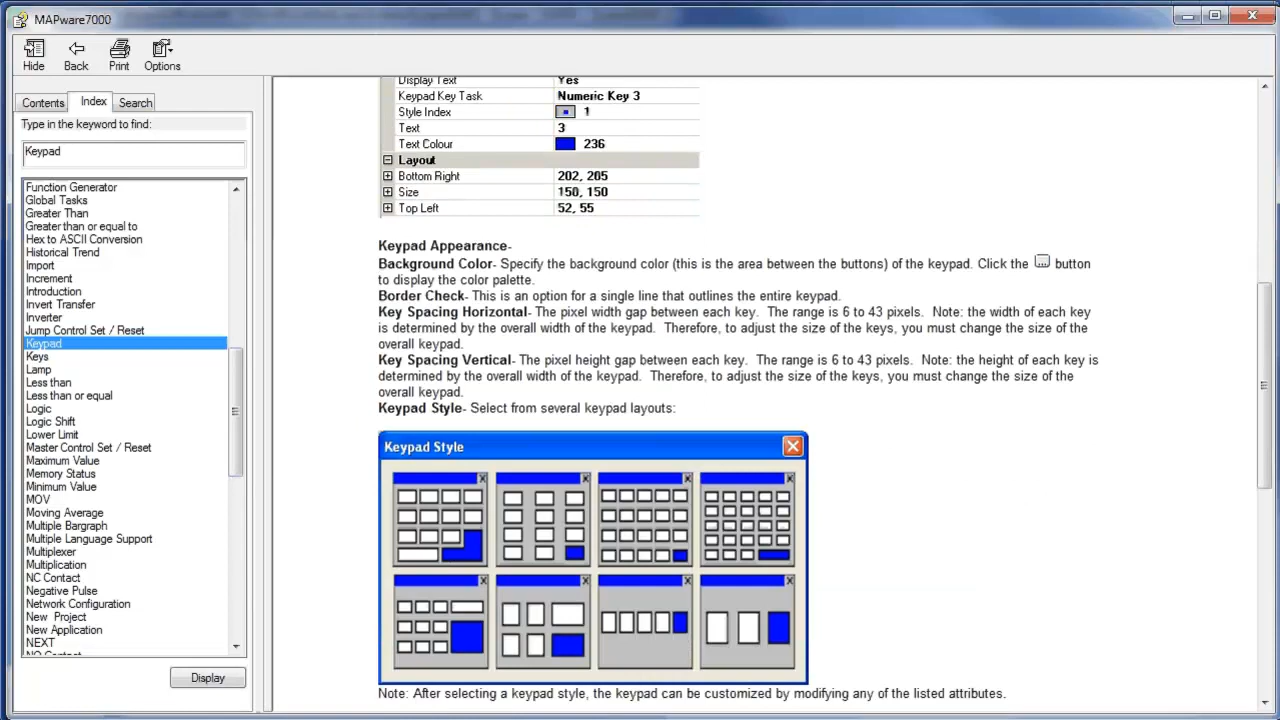 MAPware7000
Hide
Back
Print
Options
Contents
Index
Search
Type in the keyword to find:
Keypad
Function Generator
Global Tasks
Greater Than
Greater than or equal to
Hex to ASCII Conversion
Historical Trend
Import
Increment
Introduction
Invert Transfer
Inverter
Jump Control Set / Reset
Keypad
Keys
Lamp
Less than
Less than or equal
Logic
Logic Shift
Lower Limit
Master Control Set / Reset
Maximum Value
Memory Status
Minimum Value
MOV
Moving Average
Multiple Bargraph
Multiple Language Support
Multiplexer
Multiplication
NC Contact
Negative Pulse
Network Configuration
New Project
New Application
NEXT
NO Contact
Display
Display Text Yes
Keypad Key Task Numeric Key 3
Style Index 1
Text 3
Text Colour 236
Layout
Bottom Right 202, 205
Size 150, 150
Top Left 52, 55
Keypad Appearance-
Background Color- Specify the background color (this is the area between the buttons) of the keypad. Click the ... button
to display the color palette.
Border Check- This is an option for a single line that outlines the entire keypad.
Key Spacing Horizontal- The pixel width gap between each key. The range is 6 to 43 pixels. Note: the width of each key
is determined by the overall width of the keypad. Therefore, to adjust the size of the keys, you must change the size of the
overall keypad.
Key Spacing Vertical- The pixel height gap between each key. The range is 6 to 43 pixels. Note: the height of each key is
determined by the overall width of the keypad. Therefore, to adjust the size of the keys, you must change the size of the
overall keypad.
Keypad Style- Select from several keypad layouts:
Keypad Style
Note: After selecting a keypad style, the keypad can be customized by modifying any of the listed attributes.